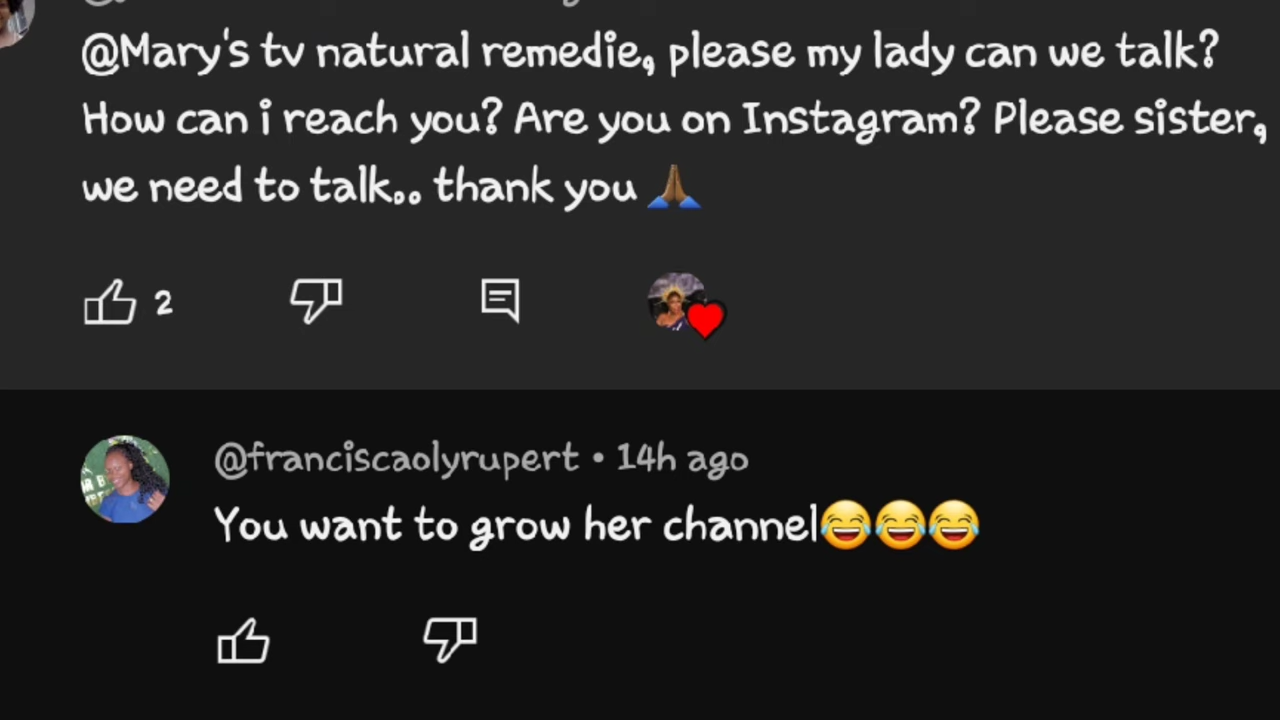 @Mary's tv natural remedie, please my lady can we talk?
How can i reach you? Are you on Instagram? Please sister,
we need to talk.. thank you 🙏🏾
2
@franciscaolyrupert • 14h ago
You want to grow her channel😂😂😂